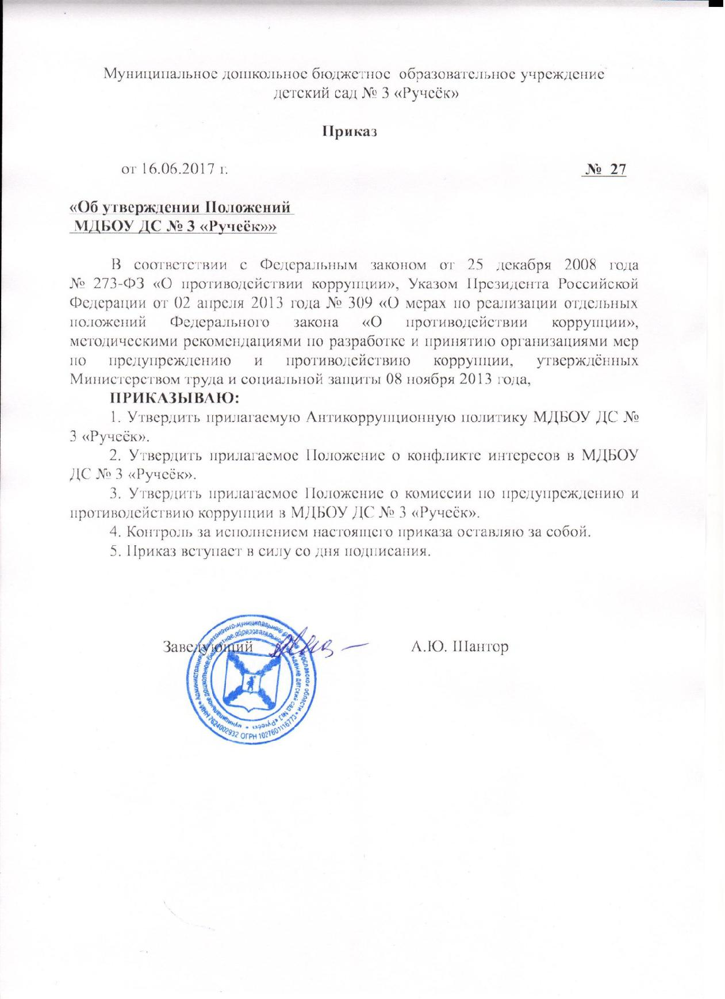 Муниципальное дошкольное бюджетное образовательное учреждение
детский сад № 3 «Ручеёк»
Приказ
от 16.06.2017 г. № 27
«Об утверждении Положений
МДБОУ ДС № 3 «Ручеёк»»
В соответствии с Федеральным законом от 25 декабря 2008 года
№ 273-ФЗ «О противодействии коррупции», Указом Президента Российской
Федерации от 02 апреля 2013 года № 309 «О мерах по реализации отдельных
положений Федерального закона «О противодействии коррупции»,
методическими рекомендациями по разработке и принятию организациями мер
по предупреждению и противодействию коррупции, утверждённых
Министерством труда и социальной защиты 08 ноября 2013 года,
ПРИКАЗЫВАЮ:
1. Утвердить прилагаемую Антикоррупционную политику МДБОУ ДС №
3 «Ручеёк».
2. Утвердить прилагаемое Положение о конфликте интересов в МДБОУ
ДС № 3 «Ручеёк».
3. Утвердить прилагаемое Положение о комиссии по предупреждению и
противодействию коррупции в МДБОУ ДС № 3 «Ручеёк».
4. Контроль за исполнением настоящего приказа оставляю за собой.
5. Приказ вступает в силу со дня подписания.
Заведующий А.Ю. Шантор
Администрация муниципального Ярославской области
ИНН 7624002932 ОГРН 1027601116773
муниципальное дошкольное бюджетное образовательное учреждение детский сад №3 «Ручеёк»